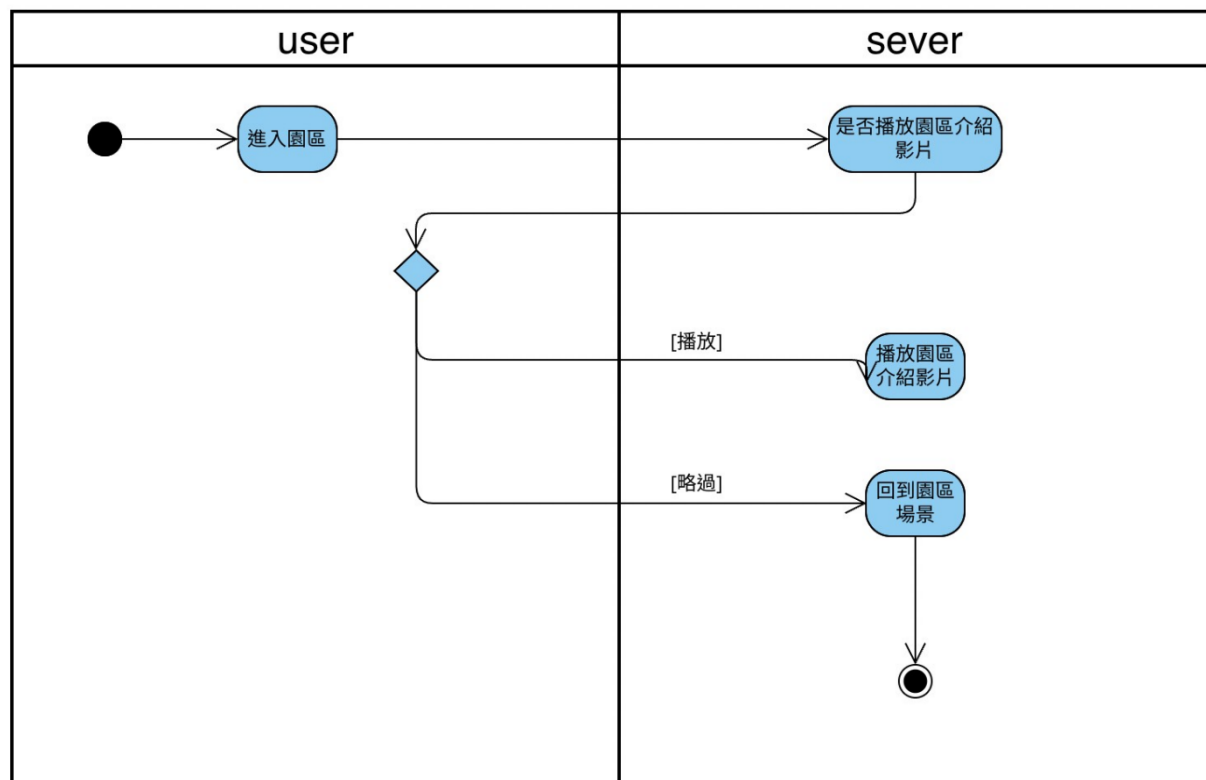 user
sever
進入園區
是否播放園區介紹
影片
[播放]
播放園區
介紹影片
[略過]
回到園區
場景